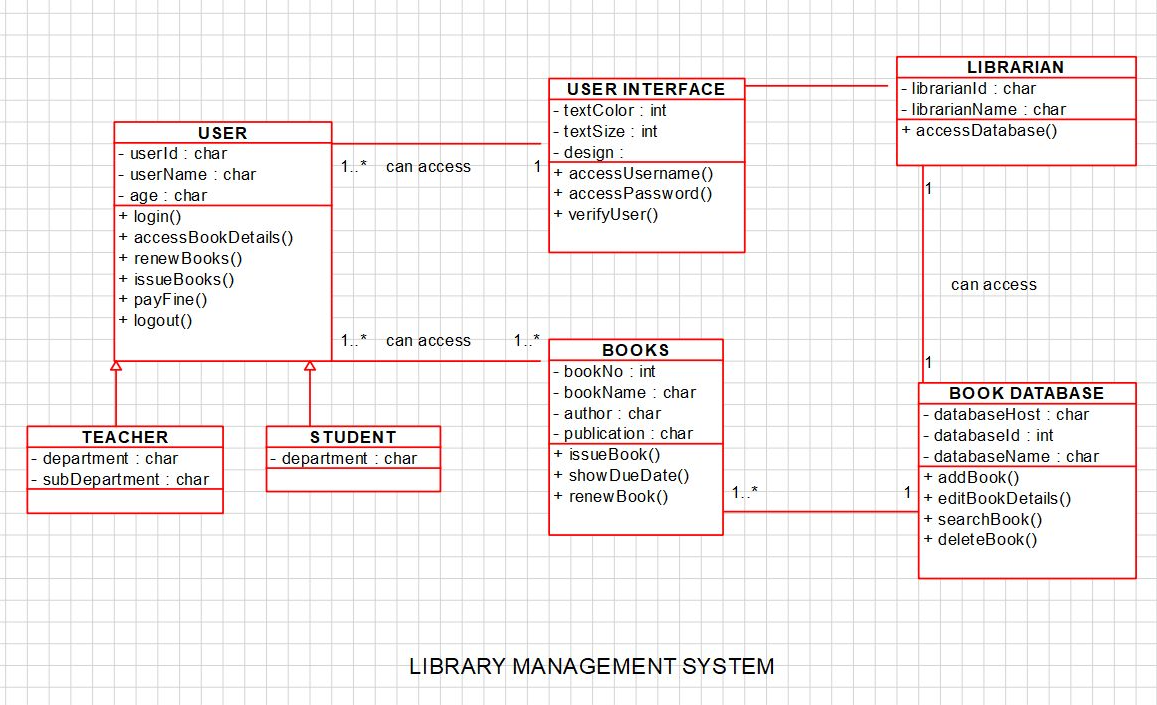 USER
- userId : char
- userName : char
- age : char
+ login()
+ accessBookDetails()
+ renewBooks()
+ issueBooks()
+ payFine()
+ logout()
1..* can access 1
USER INTERFACE
- textColor : int
- textSize : int
- design :
+ accessUsername()
+ accessPassword()
+ verifyUser()
LIBRARIAN
- librarianId : char
- librarianName : char
+ accessDatabase()
1
can access
1
1..* can access 1..*
TEACHER
- department : char
- subDepartment : char
STUDENT
- department : char
BOOKS
- bookNo : int
- bookName : char
- author : char
- publication : char
+ issueBook()
+ showDueDate()
+ renewBook()
1..* 1
BOOK DATABASE
- databaseHost : char
- databaseId : int
- databaseName : char
+ addBook()
+ editBookDetails()
+ searchBook()
+ deleteBook()
LIBRARY MANAGEMENT SYSTEM